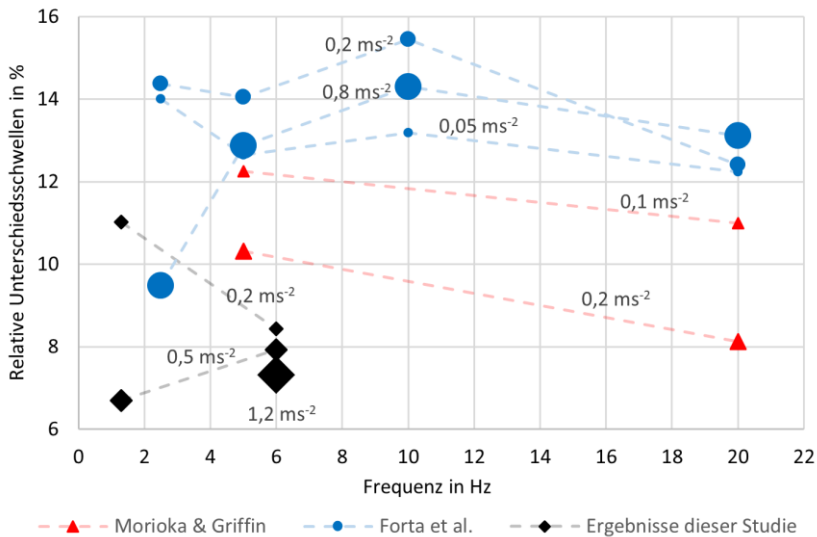 16
14
12
10
8
6
Relative Unterschiedsschwellen in %
0,2 ms-2
0,8 ms-2
0,05 ms-2
0,1 ms-2
0,2 ms-2
0,2 ms-2
0,5 ms-2
1,2 ms-2
0 2 4 6 8 10 12 14 16 18 20 22
Frequenz in Hz
Morioka & Griffin Forta et al. Ergebnisse dieser Studie